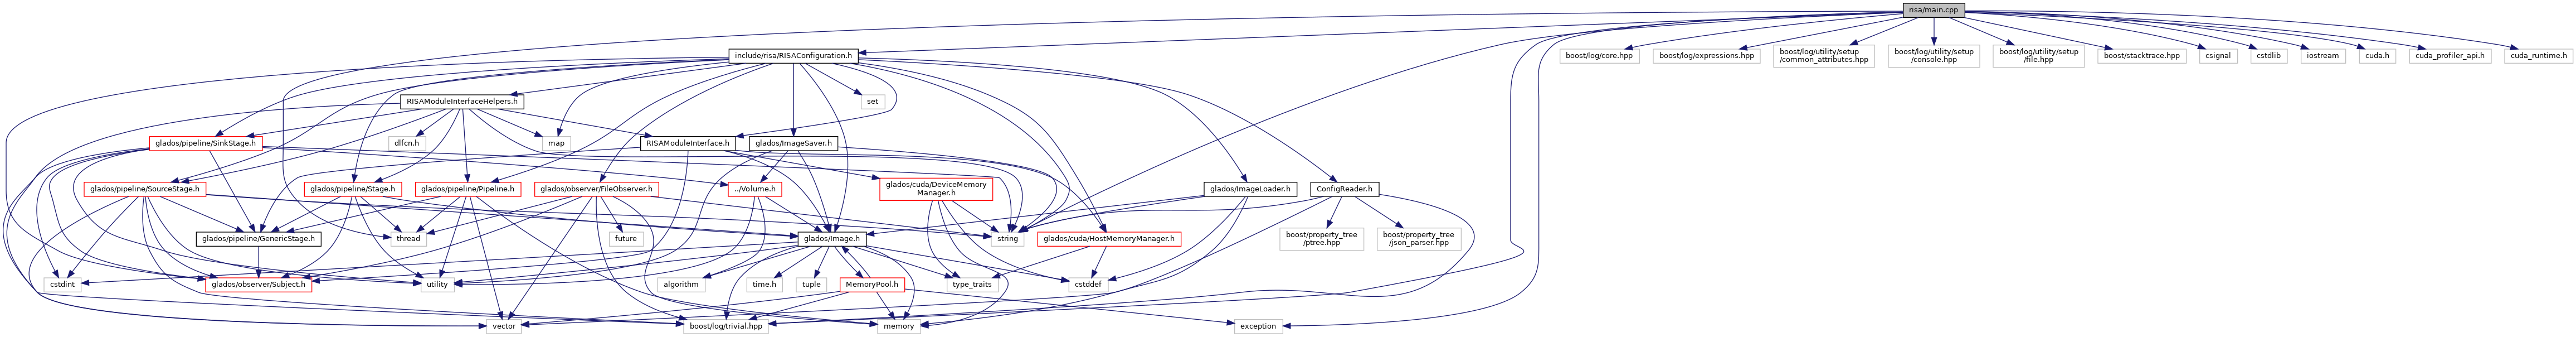 risa/main.cpp
include/risa/RISAConfiguration.h
boost/log/core.hpp
boost/log/expressions.hpp
boost/log/utility/setup
/common_attributes.hpp
boost/log/utility/setup
/console.hpp
boost/log/utility/setup
/file.hpp
boost/stacktrace.hpp
csignal
cstdlib
iostream
cuda.h
cuda_profiler_api.h
cuda_runtime.h
RISAModuleInterfaceHelpers.h
set
glados/pipeline/SinkStage.h
dlfcn.h
map
RISAModuleInterface.h
glados/ImageSaver.h
glados/pipeline/SourceStage.h
glados/pipeline/Stage.h
glados/pipeline/Pipeline.h
glados/observer/FileObserver.h
../Volume.h
glados/cuda/DeviceMemory
Manager.h
glados/ImageLoader.h
ConfigReader.h
glados/pipeline/GenericStage.h
thread
future
glados/Image.h
string
glados/cuda/HostMemoryManager.h
boost/property_tree
/ptree.hpp
boost/property_tree
/json_parser.hpp
cstdint
glados/observer/Subject.h
utility
algorithm
time.h
tuple
MemoryPool.h
type_traits
cstddef
vector
boost/log/trivial.hpp
memory
exception